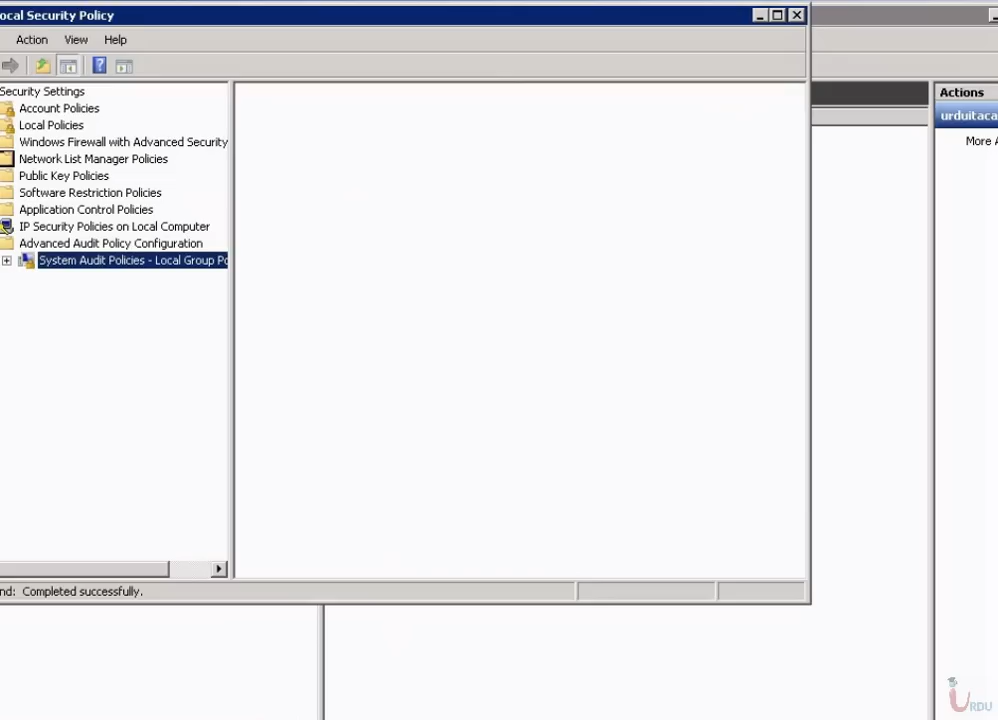 ocal Security Policy
Action View Help
Security Settings
Account Policies
Local Policies
Windows Firewall with Advanced Security
Network List Manager Policies
Public Key Policies
Software Restriction Policies
Application Control Policies
IP Security Policies on Local Computer
Advanced Audit Policy Configuration
System Audit Policies - Local Group Po
nd: Completed successfully.
Actions
urduitaca
More A
URDU